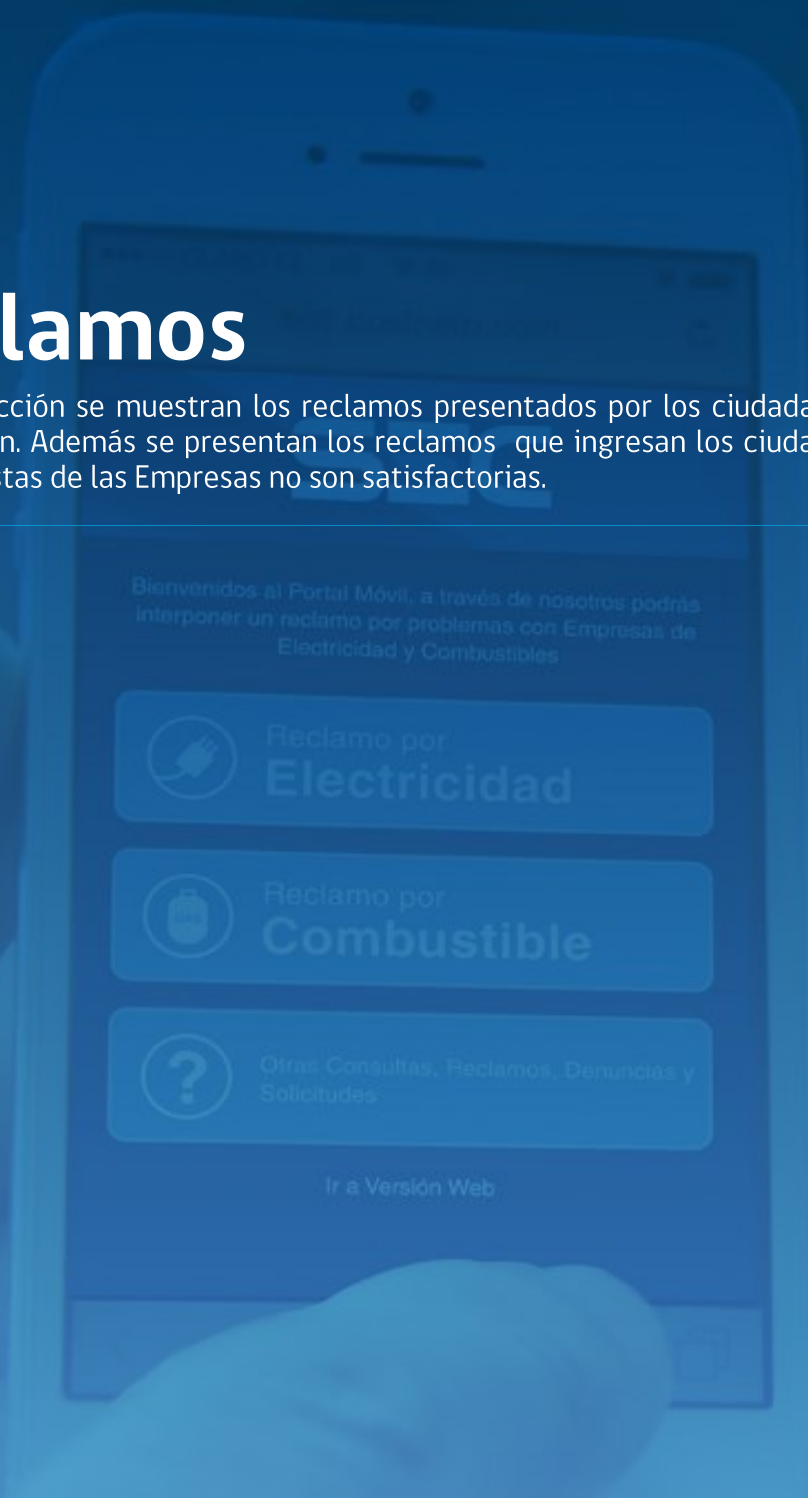 lamos
cción se muestran los reclamos presentados por los ciudada
n. Además se presentan los reclamos que ingresan los ciuda
stas de las Empresas no son satisfactorias.
SEC
Bienvenidos al Portal Móvil, a través de nosotros podrás
interponer un reclamo por problemas con Empresas de
Electricidad y Combustibles
Reclamo por
Electricidad
Reclamo por
Combustible
?
Otras Consultas, Reclamos, Denuncias y
Solicitudes
Ir a Versión Web